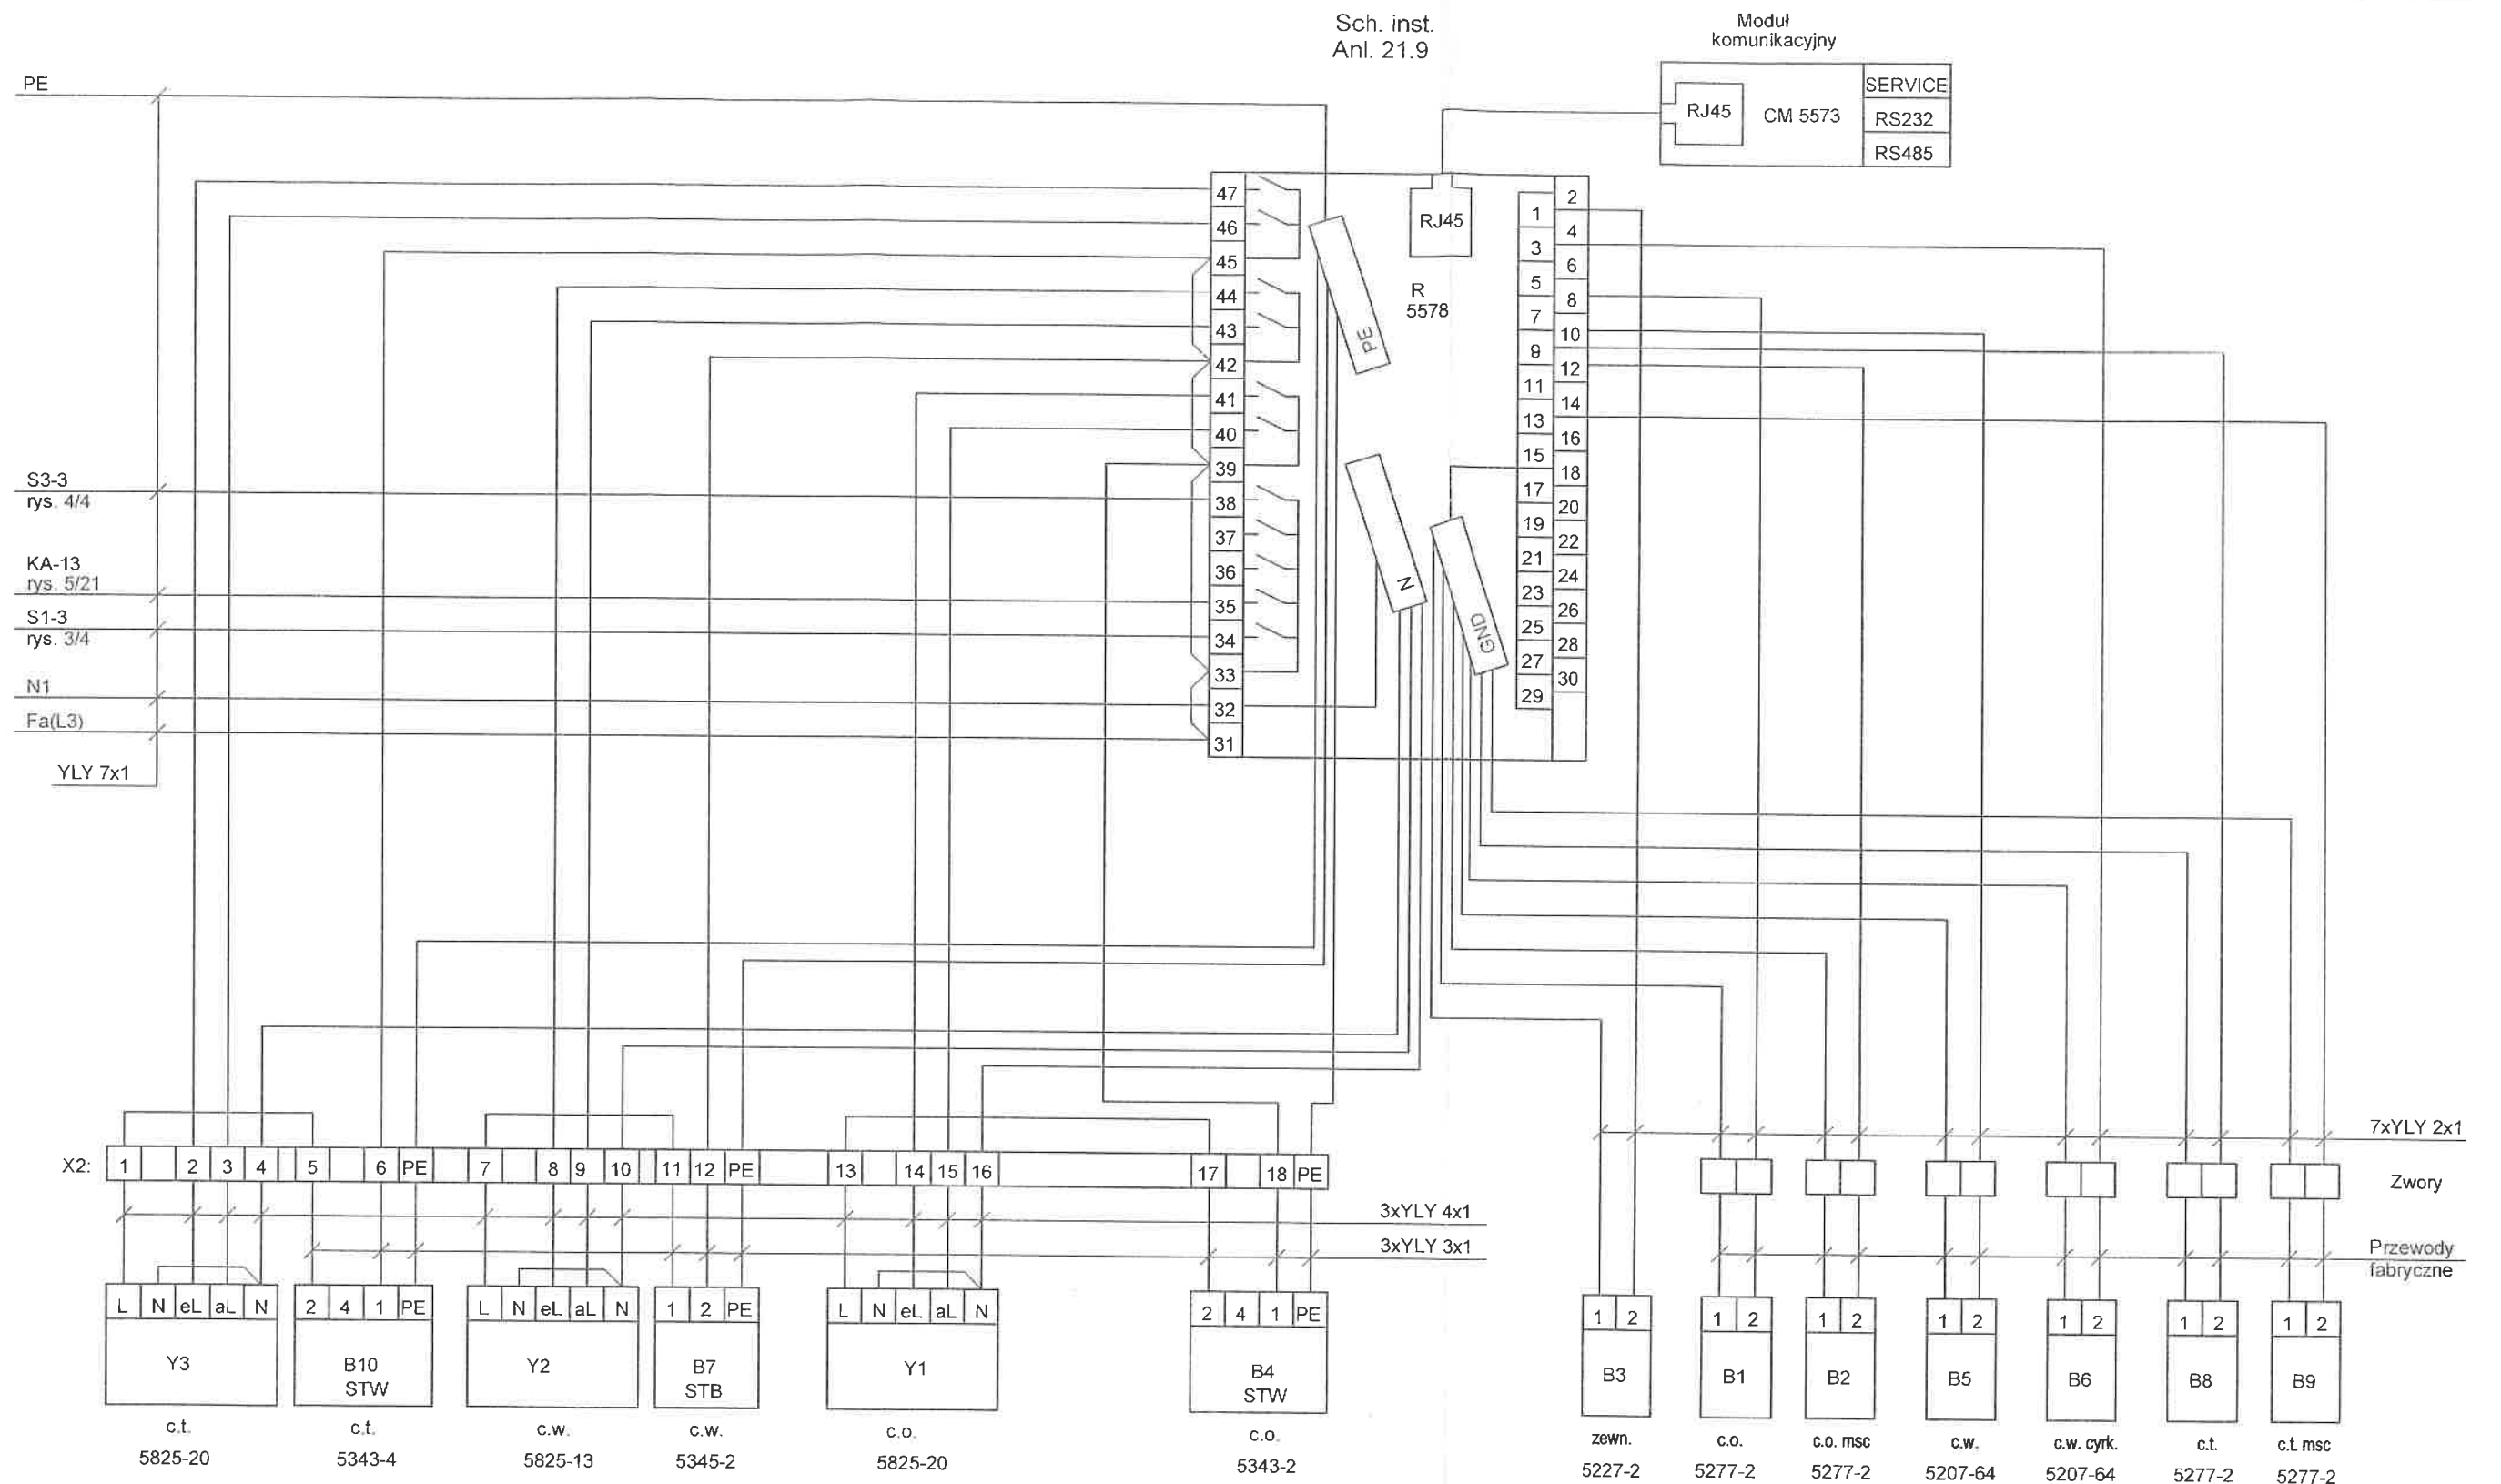 Sch. inst.
Anl. 21.9
Moduł
komunikacyjny
RJ45
CM 5573
SERVICE
RS232
RS485
PE
S3-3
rys. 4/4
KA-13
rys. 5/21
S1-3
rys. 3/4
N1
Fa(L3)
YLY 7x1
47
46
45
44
43
42
41
40
39
38
37
36
35
34
33
32
31
RJ45
R
5578
PE
N
GND
1
3
5
7
9
11
13
15
17
19
21
23
25
27
29
2
4
6
8
10
12
14
16
18
20
22
24
26
28
30
X2: 1 2 3 4 5 6 PE 7 8 9 10 11 12 PE 13 14 15 16 17 18 PE
3xYLY 4x1
3xYLY 3x1
7xYLY 2x1
Zwory
Przewody
fabryczne
L N eL aL N
Y3
c.t.
5825-20
2 4 1 PE
B10
STW
c.t.
5343-4
L N eL aL N
Y2
c.w.
5825-13
1 2 PE
B7
STB
c.w.
5345-2
L N eL aL N
Y1
c.o.
5825-20
2 4 1 PE
B4
STW
c.o.
5343-2
1 2
B3
zewn.
5227-2
1 2
B1
c.o.
5277-2
1 2
B2
c.o. msc
5277-2
1 2
B5
c.w.
5207-64
1 2
B6
c.w. cyrk.
5207-64
1 2
B8
c.t.
5277-2
1 2
B9
c.t. msc
5277-2